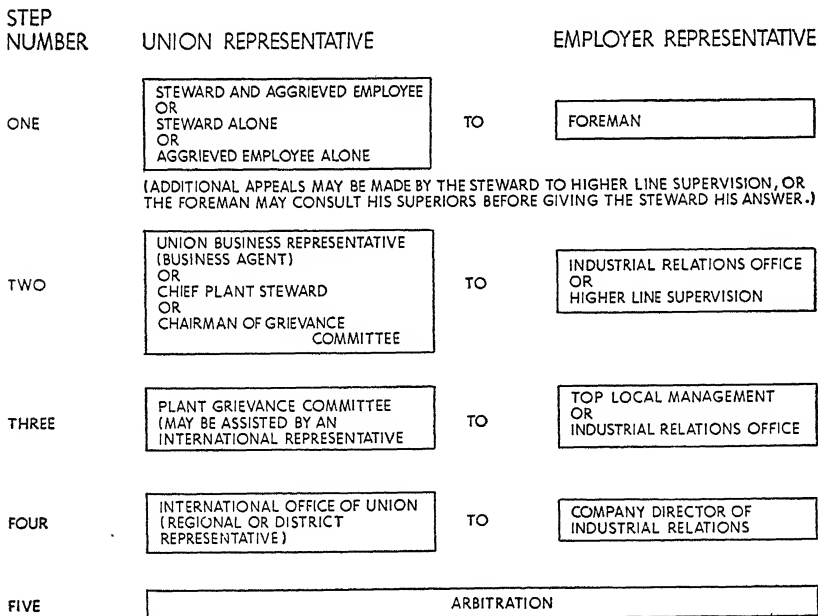 STEP
NUMBER UNION REPRESENTATIVE EMPLOYER REPRESENTATIVE
ONE
STEWARD AND AGGRIEVED EMPLOYEE
OR
STEWARD ALONE
OR
AGGRIEVED EMPLOYEE ALONE
TO
FOREMAN
(ADDITIONAL APPEALS MAY BE MADE BY THE STEWARD TO HIGHER LINE SUPERVISION, OR
THE FOREMAN MAY CONSULT HIS SUPERIORS BEFORE GIVING THE STEWARD HIS ANSWER.)
TWO
UNION BUSINESS REPRESENTATIVE
(BUSINESS AGENT)
OR
CHIEF PLANT STEWARD
OR
CHAIRMAN OF GRIEVANCE
COMMITTEE
TO
INDUSTRIAL RELATIONS OFFICE
OR
HIGHER LINE SUPERVISION
THREE
PLANT GRIEVANCE COMMITTEE
(MAY BE ASSISTED BY AN
INTERNATIONAL REPRESENTATIVE
TO
TOP LOCAL MANAGEMENT
OR
INDUSTRIAL RELATIONS OFFICE
FOUR
INTERNATIONAL OFFICE OF UNION
(REGIONAL OR DISTRICT
REPRESENTATIVE)
TO
COMPANY DIRECTOR OF
INDUSTRIAL RELATIONS
FIVE
ARBITRATION